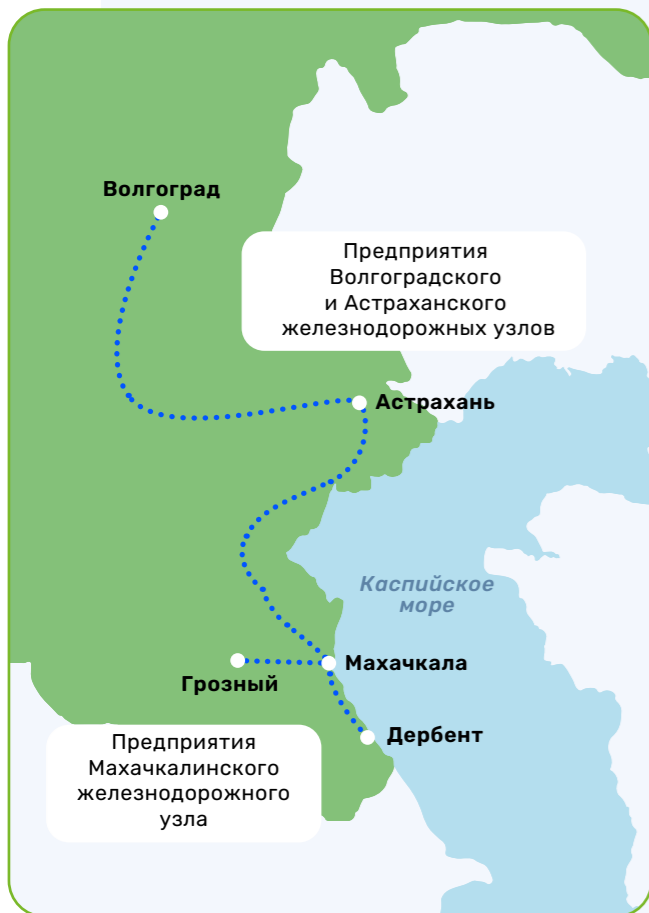 Волгоград
Предприятия
Волгоградского
и Астраханского
железнодорожных узлов
Астрахань
Каспийское
море
Махачкала
Грозный
Дербент
Предприятия
Махачкалинского
железнодорожного
узла